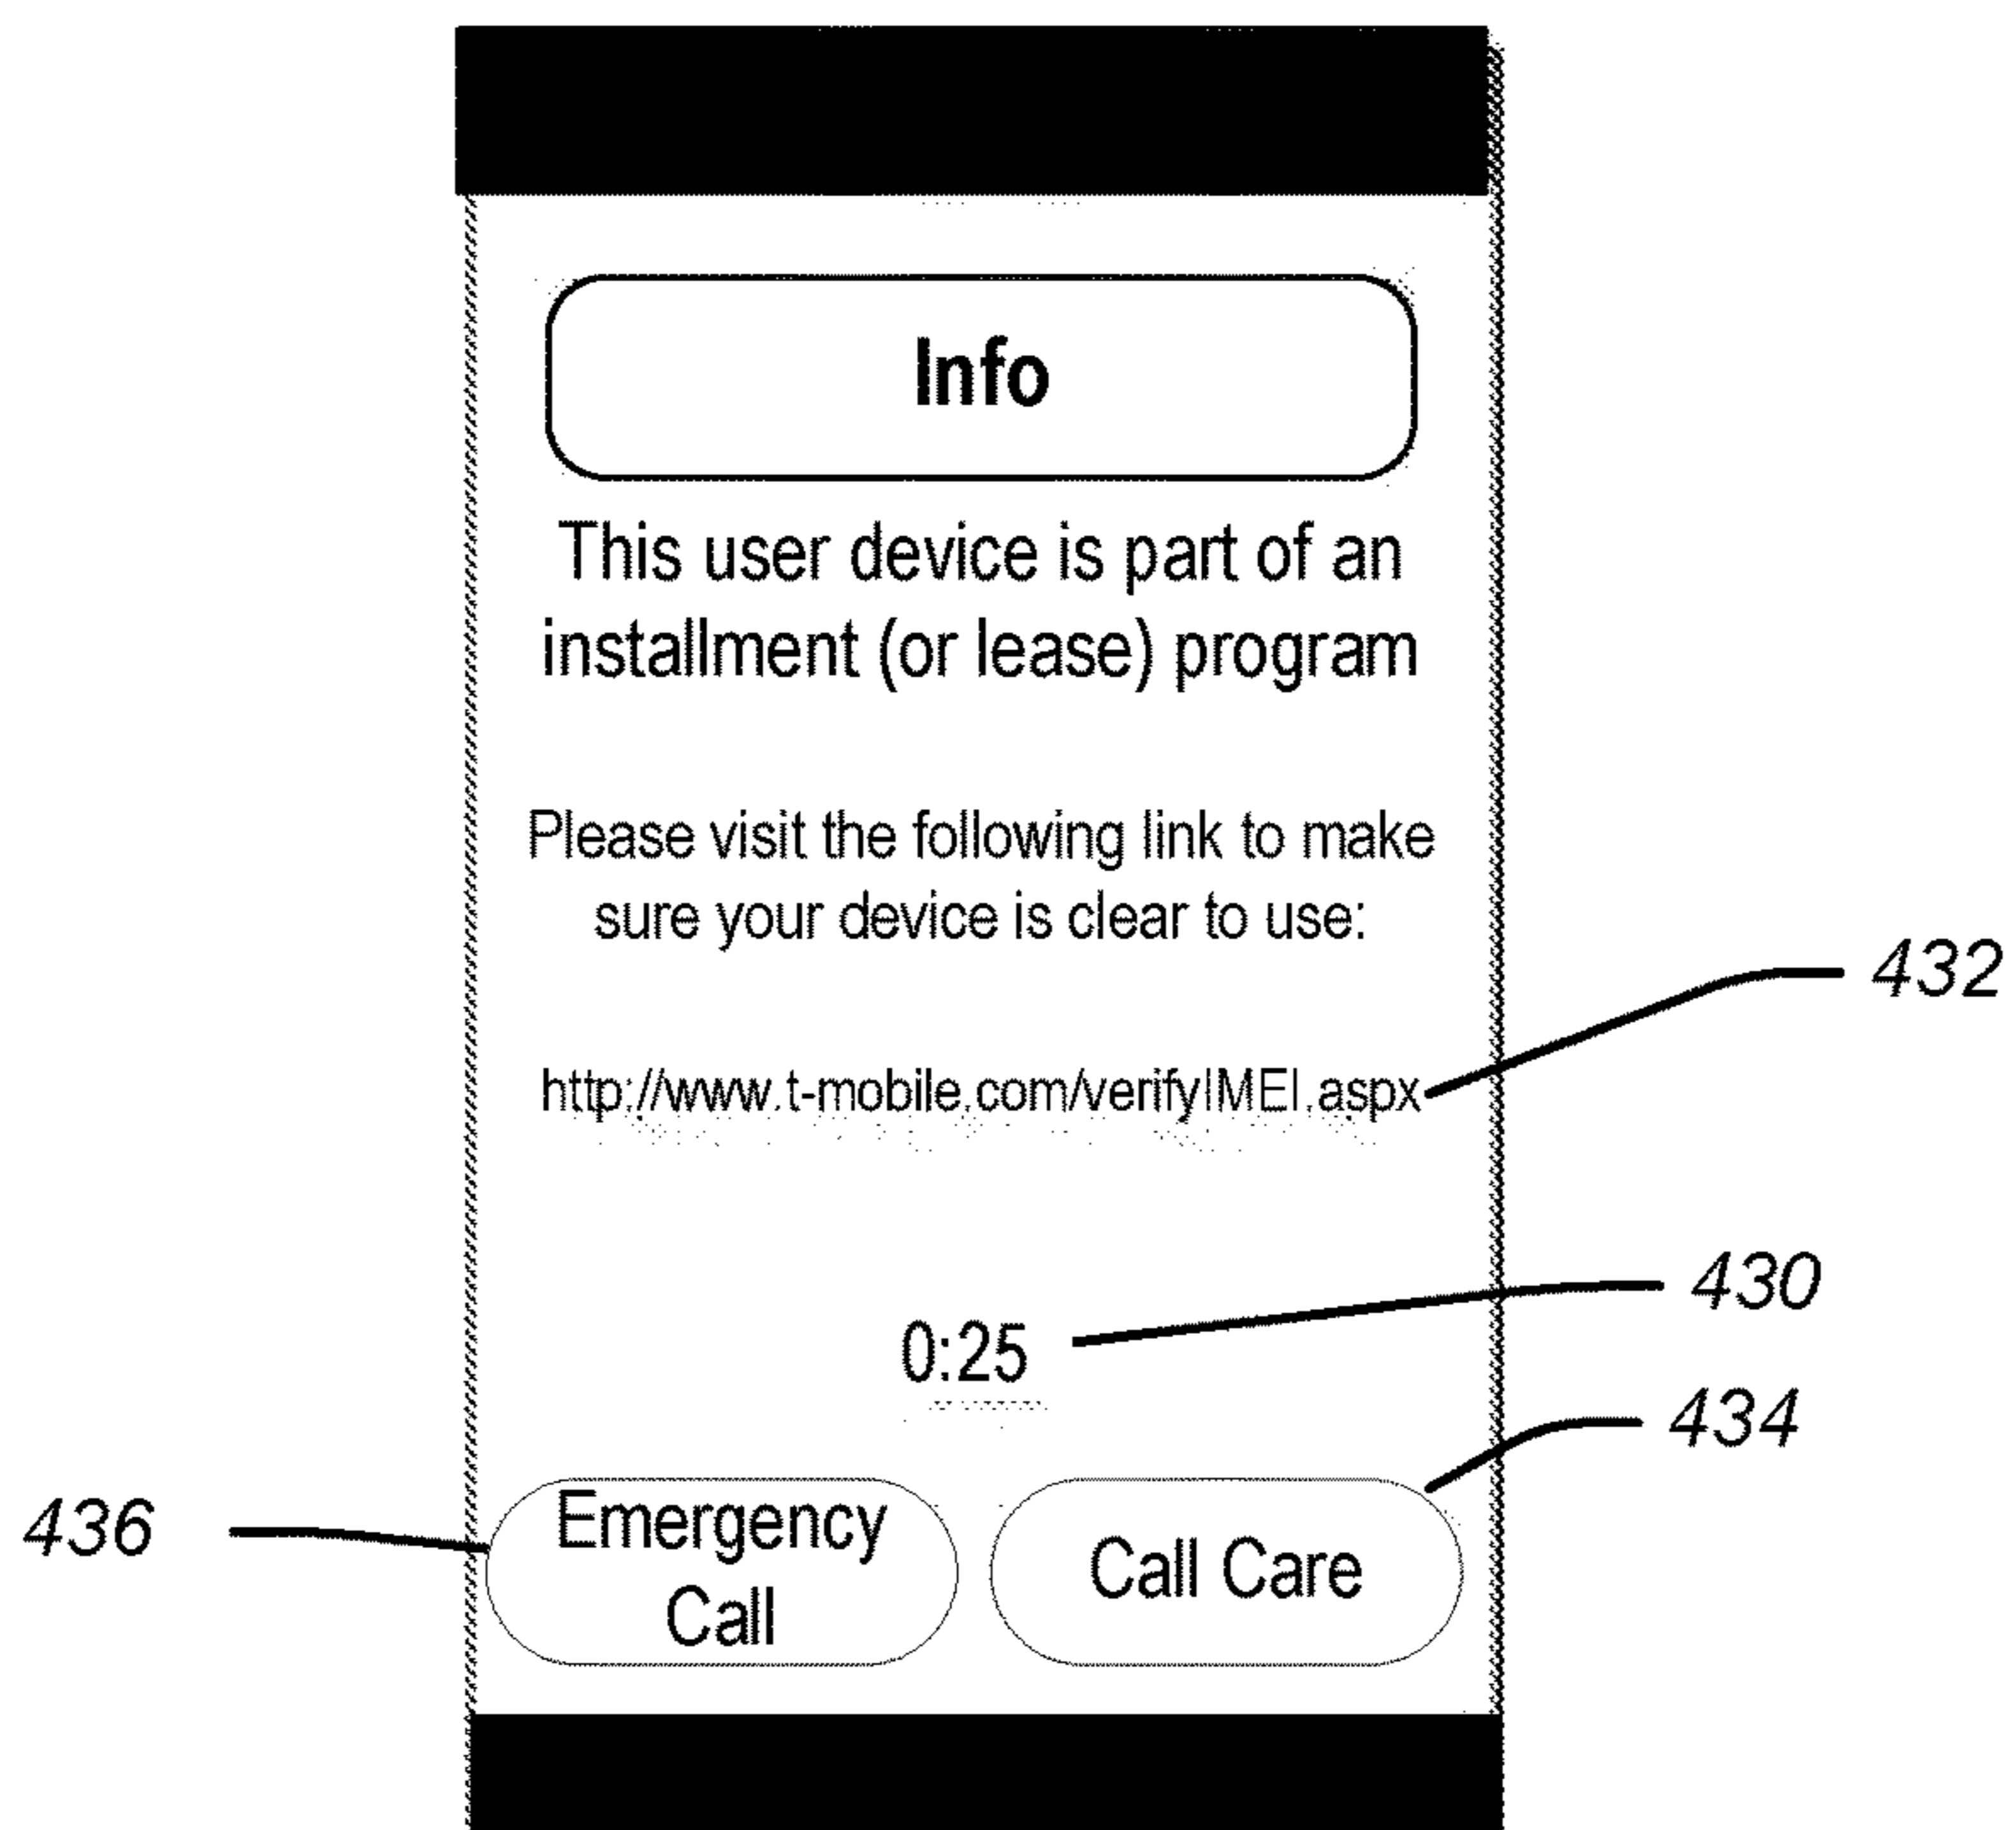 Info
This user device is part of an
installment (or lease) program
Please visit the following link to make
sure your device is clear to use:
432
http://www.t-mobile.com/verifyIMEI.aspx
430
0:25
434
436
Emergency
Call
Call Care